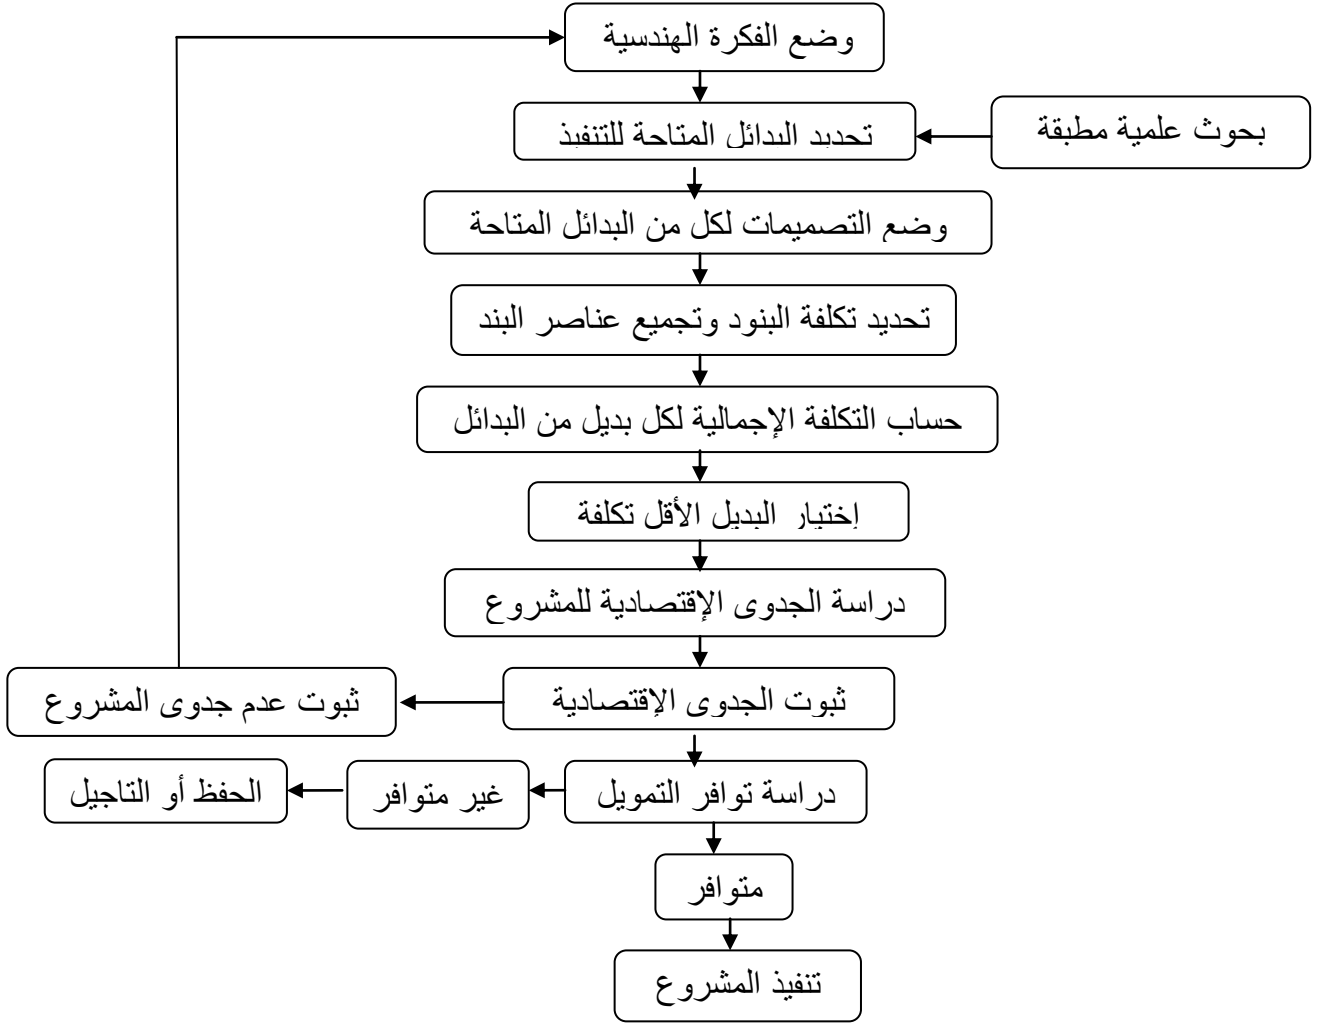 وضع الفكرة الهندسية
تحديد البدائل المتاحة للتنفيذ
بحوث علمية مطبقة
وضع التصميمات لكل من البدائل المتاحة
تحديد تكلفة البنود وتجميع عناصر البند
حساب التكلفة الإجمالية لكل بديل من البدائل
إختيار البديل الأقل تكلفة
دراسة الجدوى الإقتصادية للمشروع
ثبوت الجدوى الإقتصادية
ثبوت عدم جدوى المشروع
دراسة توافر التمويل
غير متوافر
الحفظ أو التاجيل
متوافر
تنفيذ المشروع